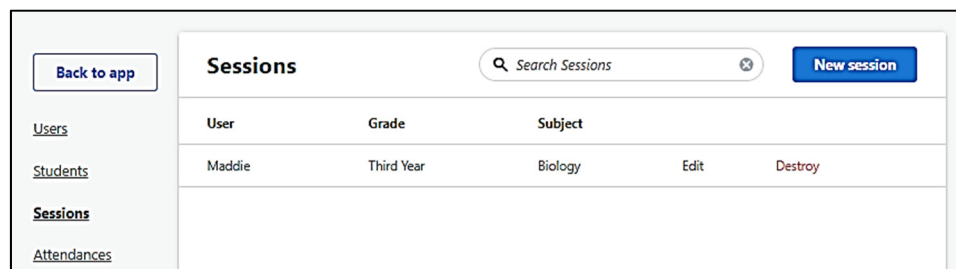 Back to app
Users
Students
Sessions
Attendances
Sessions
Search Sessions
New session
User Grade Subject
Maddie Third Year Biology Edit Destroy